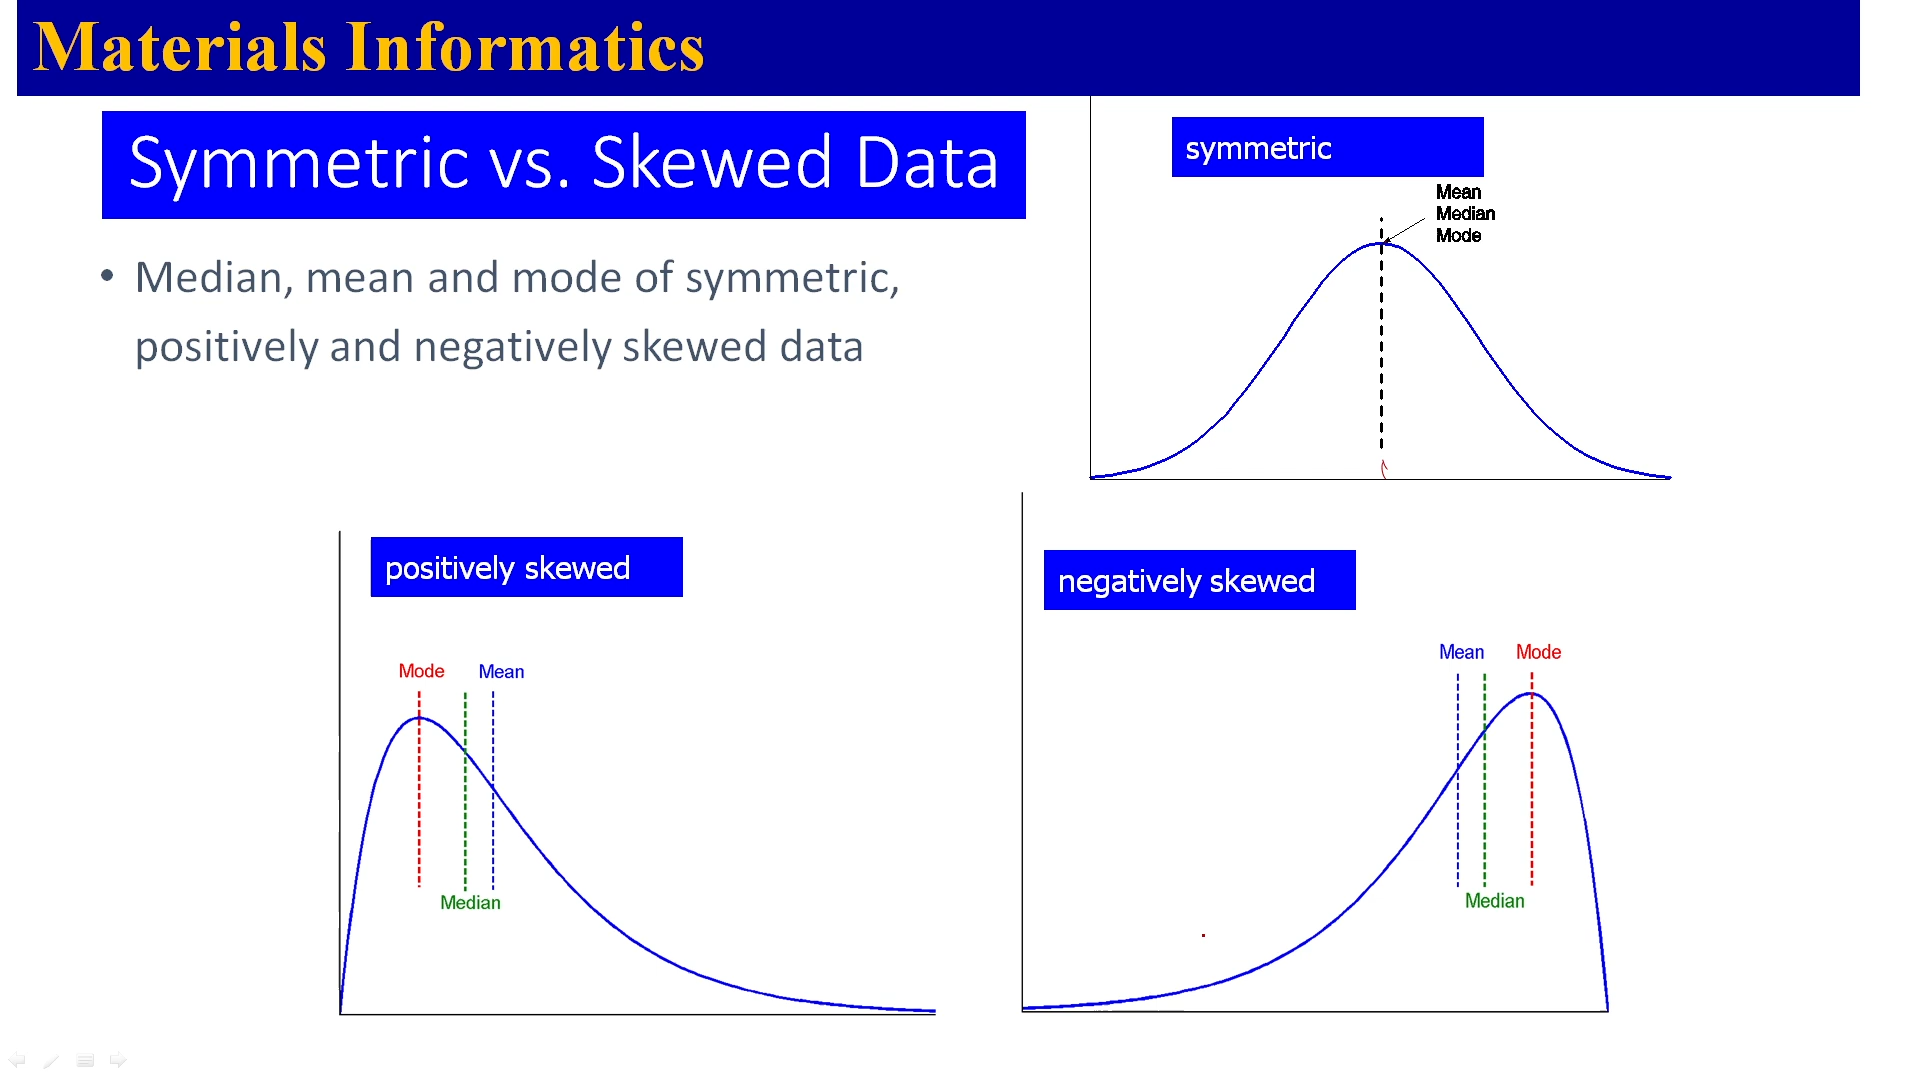 Materials Informatics
Symmetric vs. Skewed Data
• Median, mean and mode of symmetric,
positively and negatively skewed data
symmetric
Mean
Median
Mode
positively skewed
Mode
Mean
Median
negatively skewed
Mean
Mode
Median